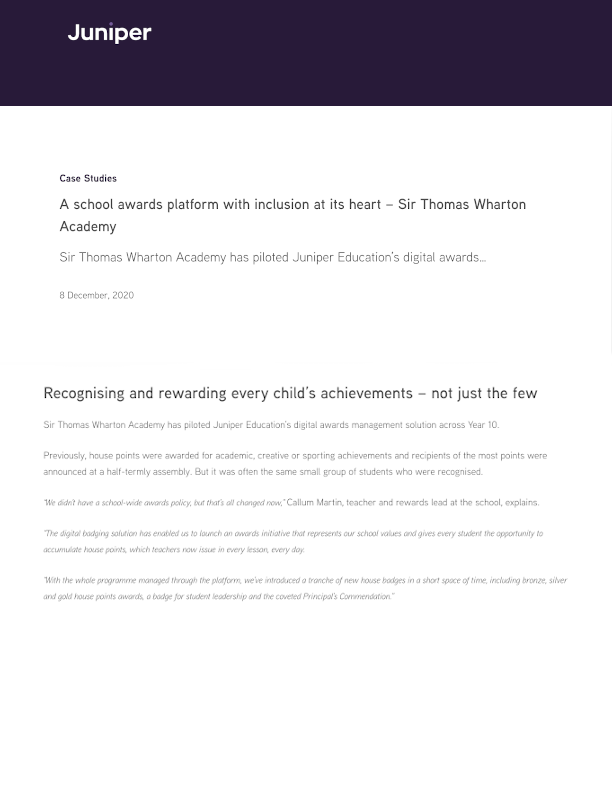 Juniper
Case Studies
A school awards platform with inclusion at its heart – Sir Thomas Wharton
Academy
Sir Thomas Wharton Academy has piloted Juniper Education's digital awards...
8 December, 2020
Recognising and rewarding every child's achievements – not just the few
Sir Thomas Wharton Academy has piloted Juniper Education's digital awards management solution across Year 10.
Previously, house points were awarded for academic, creative or sporting achievements and recipients of the most points were
announced at a half-termly assembly. But it was often the same small group of students who were recognised.
"We didn't have a school-wide awards policy, but that's all changed now," Callum Martin, teacher and rewards lead at the school, explains.
"The digital badging solution has enabled us to launch an awards initiative that represents our school values and gives every student the opportunity to
accumulate house points, which teachers now issue in every lesson, every day.
"With the whole programme managed through the platform, we've introduced a tranche of new house badges in a short space of time, including bronze, silver
and gold house points awards, a badge for student leadership and the coveted Principal's Commendation."